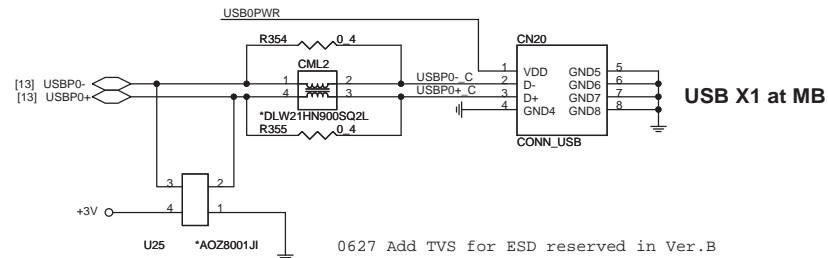 USB0PWR
R354 0_4
CML2
CN20
[13] USBP0-
[13] USBP0+
1 2
4 3
USBP0-_C
USBP0+_C
*DLW21HN900SQ2L
R355 0_4
1 VDD GND5 5
2 D- GND6 6
3 D+ GND7 7
4 GND4 GND8 8
CONN_USB
USB X1 at MB
3 2
+3V 4 1
U25 *AOZ8001JI
0627 Add TVS for ESD reserved in Ver.B